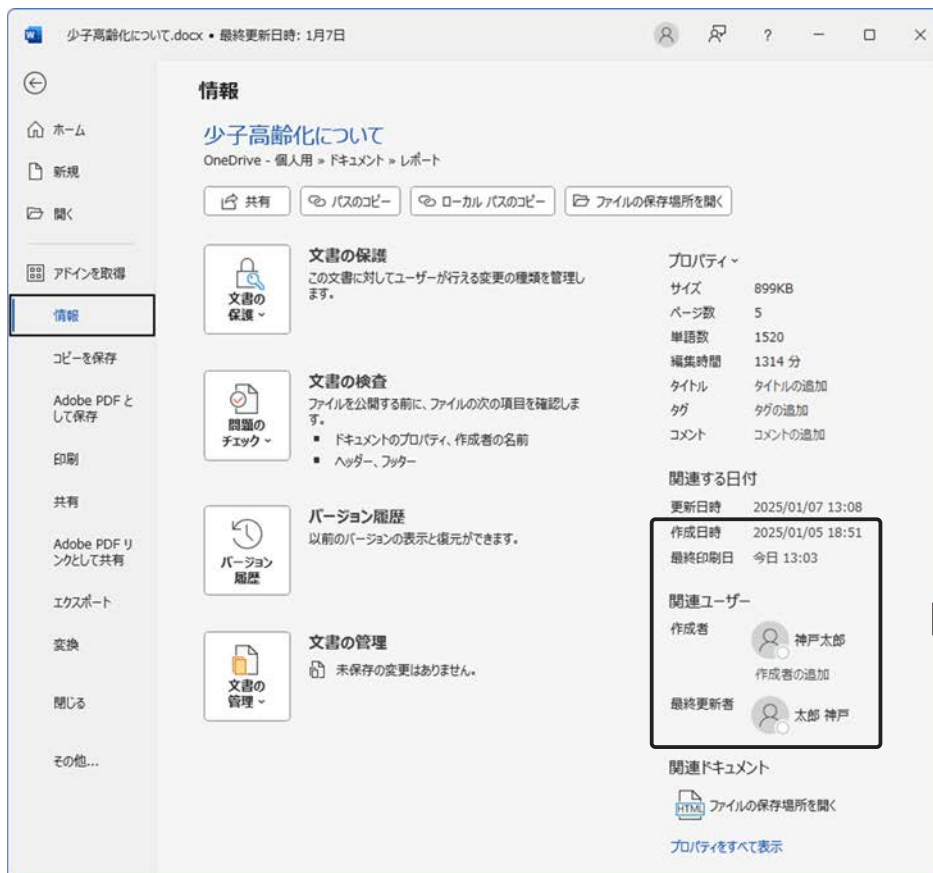 少子高齢化について.docx • 最終更新日時: 1月7日
?
ホーム
新規
開く
アドインを取得
情報
コピーを保存
Adobe PDF と
して保存
印刷
共有
Adobe PDF リ
ンクとして共有
エクスポート
変換
閉じる
その他...
情報
少子高齢化について
OneDrive - 個人用 » ドキュメント » レポート
共有
パスのコピー
ローカル パスのコピー
ファイルの保存場所を開く
文書の
保護
文書の保護
この文書に対してユーザーが行える変更の種類を管理し
ます。
問題の
チェック
文書の検査
ファイルを公開する前に、ファイルの次の項目を確認しま
す。
▪ ドキュメントのプロパティ、作成者の名前
▪ ヘッダー、フッター
バージョン
履歴
バージョン履歴
以前のバージョンの表示と復元ができます。
文書の
管理
文書の管理
未保存の変更はありません。
プロパティ
サイズ 899KB
ページ数 5
単語数 1520
編集時間 1314 分
タイトル タイトルの追加
タグ タグの追加
コメント コメントの追加
関連する日付
更新日時 2025/01/07 13:08
作成日時 2025/01/05 18:51
最終印刷日 今日 13:03
関連ユーザー
作成者 神戸太郎
作成者の追加
最終更新者 太郎 神戸
関連ドキュメント
HTML ファイルの保存場所を開く
プロパティをすべて表示